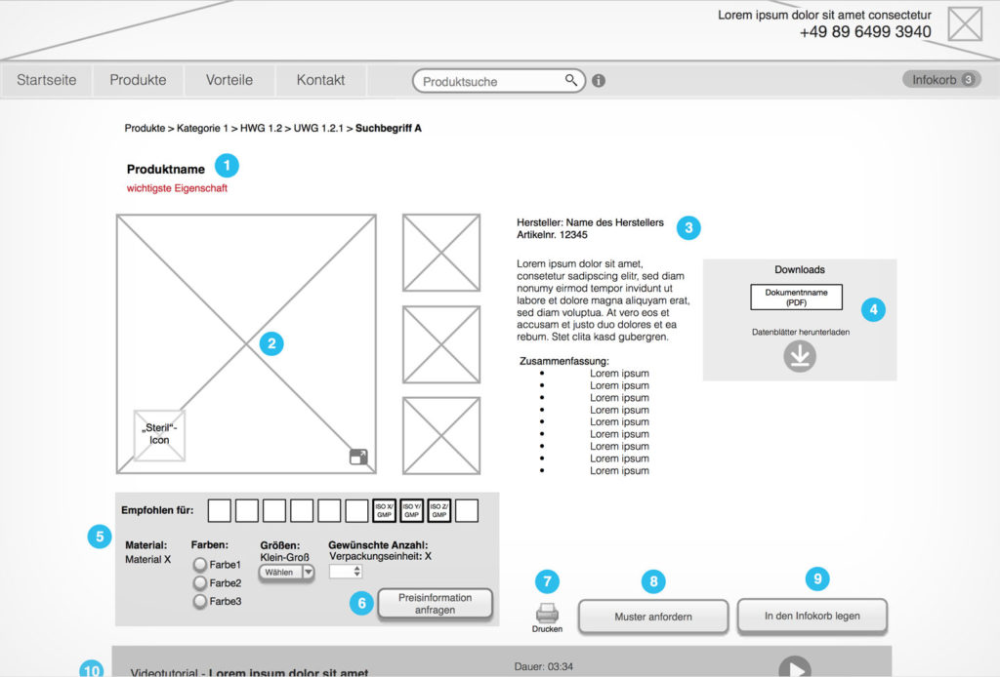 Lorem ipsum dolor sit amet consectetur
+49 89 6499 3940
Startseite
Produkte
Vorteile
Kontakt
Produktsuche
i
Infokorb 3
Produkte > Kategorie 1 > HWG 1.2 > UWG 1.2.1 > Suchbegriff A
Produktname
1
wichtigste Eigenschaft
2
„Steril“-
Icon
Hersteller: Name des Herstellers
Artikelnr. 12345
3
Lorem ipsum dolor sit amet,
consetetur sadipscing elitr, sed diam
nonumy eirmod tempor invidunt ut
labore et dolore magna aliquyam erat,
sed diam voluptua. At vero eos et
accusam et justo duo dolores et ea
rebum. Stet clita kasd gubergren.
Zusammenfassung:
• Lorem ipsum
• Lorem ipsum
• Lorem ipsum
• Lorem ipsum
• Lorem ipsum
• Lorem ipsum
• Lorem ipsum
• Lorem ipsum
• Lorem ipsum
Downloads
Dokumentnname
(PDF)
4
Datenblätter herunterladen
5
Empfohlen für:
ISO X/
GMP
ISO Y/
GMP
ISO Z/
GMP
Material:
Material X
Farben:
Farbe1
Farbe2
Farbe3
Größen:
Klein-Groß
Wählen
Gewünschte Anzahl:
Verpackungseinheit: X
6
Preisinformation
anfragen
7
Drucken
8
Muster anfordern
9
In den Infokorb legen
10
Videotutorial - Lorem ipsum dolor sit amet
Dauer: 03:34